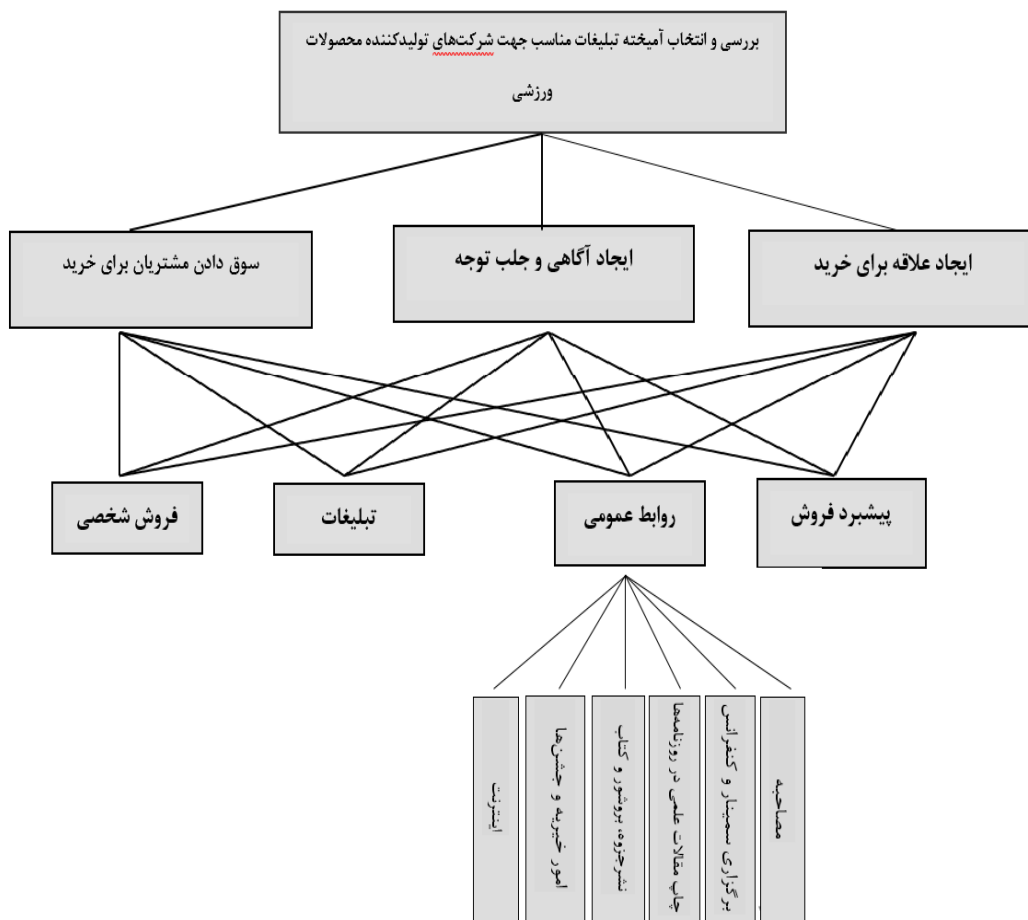 بررسی و انتخاب آمیخته تبلیغات مناسب جهت شرکت‌های تولیدکننده محصولات
ورزشی
ایجاد علاقه برای خرید
ایجاد آگاهی و جلب توجه
سوق دادن مشتریان برای خرید
پیشبرد فروش
روابط عمومی
تبلیغات
فروش شخصی
مصاحبه
برگزاری سمینار و کنفرانس
چاپ مقالات علمی در روزنامه‌ها
نشرجزوه، بروشور و کتاب
امور خیریه و جشن‌ها
اینترنت